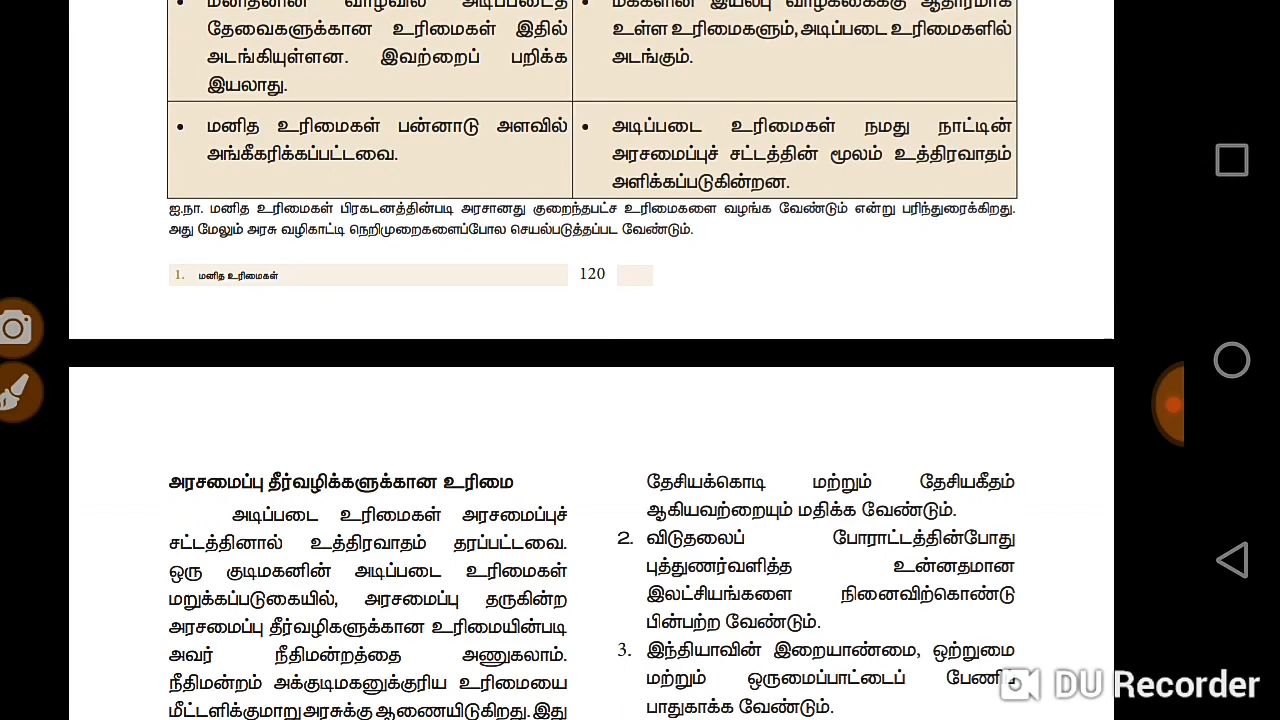 மனிதனின் வாழ்வில் அடிப்படைத்
தேவைகளுக்கான உரிமைகள் இதில்
அடங்கியுள்ளன. இவற்றைப் பறிக்க
இயலாது.
மக்களின் இயல்பு வாழ்க்கைக்கு ஆதாரமாக
உள்ள உரிமைகளும்,அடிப்படை உரிமைகளில்
அடங்கும்.
மனித உரிமைகள் பன்னாடு அளவில்
அங்கீகரிக்கப்பட்டவை.
அடிப்படை உரிமைகள் நமது நாட்டின்
அரசமைப்புச் சட்டத்தின் மூலம் உத்திரவாதம்
அளிக்கப்படுகின்றன.
ஐ.நா. மனித உரிமைகள் பிரகடனத்தின்படி அரசானது குறைந்தபட்ச உரிமைகளை வழங்க வேண்டும் என்று பரிந்துரைக்கிறது.
அது மேலும் அரசு வழிகாட்டி நெறிமுறைகளைப்போல செயல்படுத்தப்பட வேண்டும்.
1. மனித உரிமைகள் 120
அரசமைப்பு தீர்வழிக்களுக்கான உரிமை
அடிப்படை உரிமைகள் அரசமைப்புச்
சட்டத்தினால் உத்திரவாதம் தரப்பட்டவை.
ஒரு குடிமகனின் அடிப்படை உரிமைகள்
மறுக்கப்படுகையில், அரசமைப்பு தருகின்ற
அரசமைப்பு தீர்வழிகளுக்கான உரிமையின்படி
அவர் நீதிமன்றத்தை அணுகலாம்.
நீதிமன்றம் அக்குடிமகனுக்குரிய உரிமையை
மீட்டளிக்குமாறு அரசுக்கு ஆணையிடுகிறது. இது
தேசியக்கொடி மற்றும் தேசியகீதம்
ஆகியவற்றையும் மதிக்க வேண்டும்.
2. விடுதலைப் போராட்டத்தின்போது
புத்துணர்வளித்த உன்னதமான
இலட்சியங்களை நினைவிற்கொண்டு
பின்பற்ற வேண்டும்.
3. இந்தியாவின் இறையாண்மை, ஒற்றுமை
மற்றும் ஒருமைப்பாட்டைப் பேணிப்
பாதுகாக்க வேண்டும்.
DU Recorder